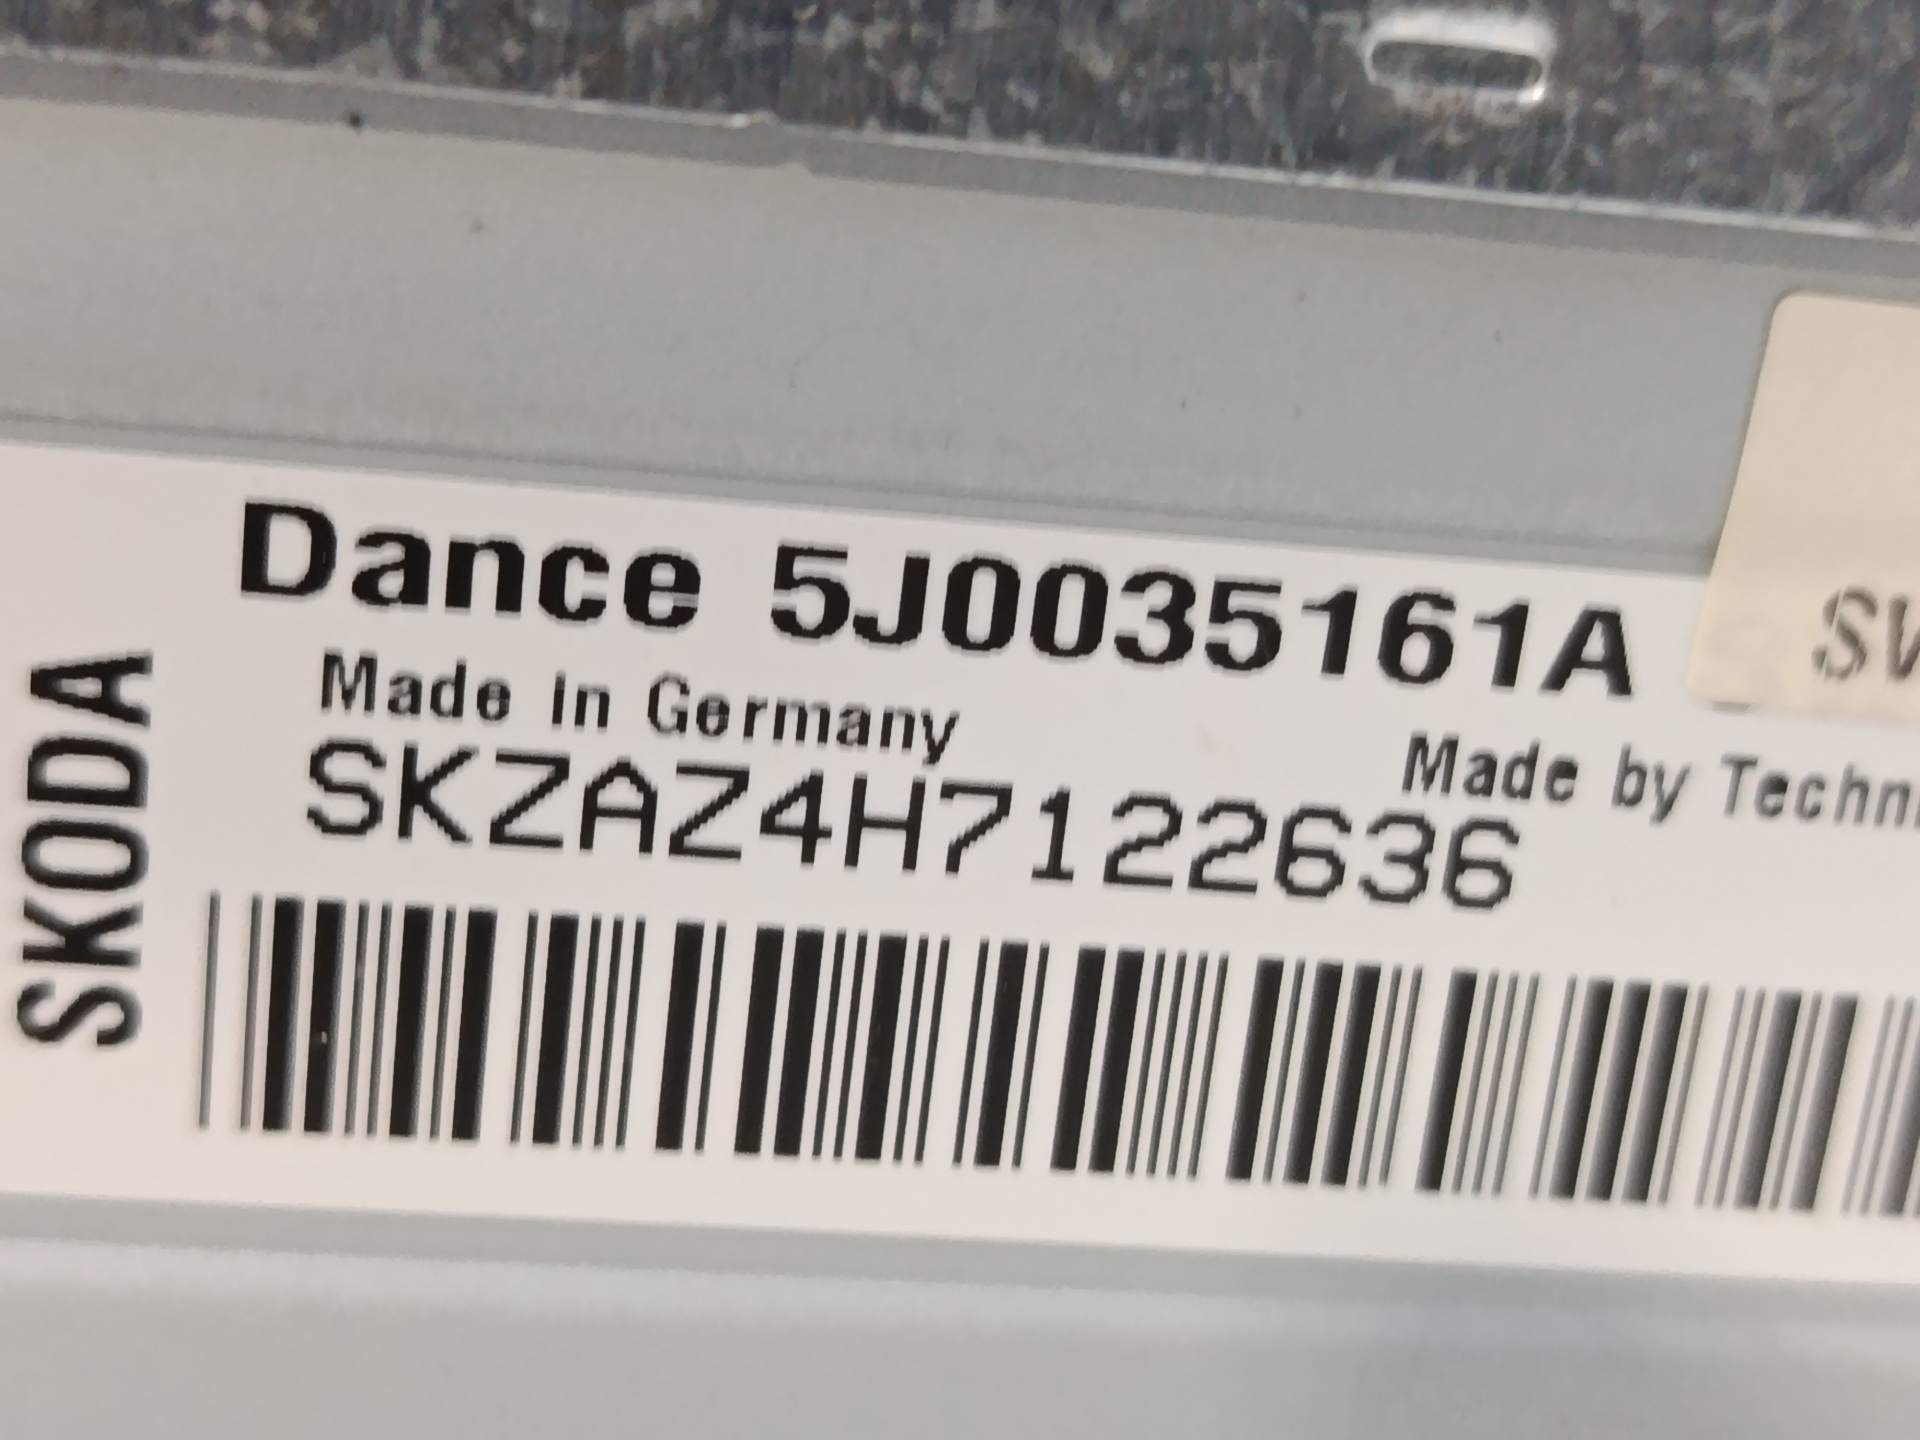 SKODA
Dance 5J0035161A
Made in Germany
SKZAZ4H7122636
Made by